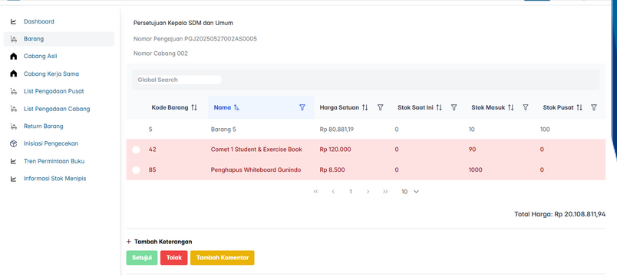 Dashboard
Barang
Cabang Asli
Cabang Kerja Sama
List Pengadaan Pusat
List Pengadaan Cabang
Return Barang
Inisiasi Pengecekan
Tren Permintaan Buku
Informasi Stok Menipis
Persetujuan Kepala SDM dan Umum
Nomor Pengajuan PGJ20250527002ASD005
Nomor Cabang 002
Global Search
Kode Barang Nama Harga Satuan Stok Saat Ini Stok Masuk Stok Pusat
5 Barang 5 Rp 80.881,19 0 10 100
42 Comet 1 Student & Exercise Book Rp 120.000 0 90 0
85 Penghapus Whiteboard Gunindo Rp 8.500 0 1000 0
« ‹ 1 › » 10
Total Harga: Rp 20.108.811,94
+ Tambah Keterangan
Setujui Tolak Tambah Komentar